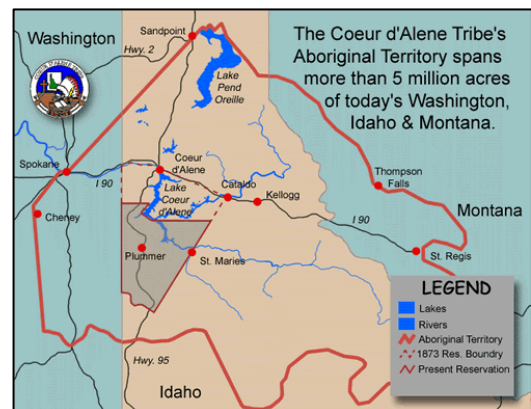 Washington
Sandpoint
Hwy. 2
Lake
Pend
Oreille
The Coeur d'Alene Tribe's
Aboriginal Territory spans
more than 5 million acres
of today's Washington,
Idaho & Montana.
Spokane
I 90
Coeur
d'Alene
Lake
Coeur
d'Alene
Cataldo
Kellogg
Thompson
Falls
Montana
Cheney
I 90
St. Regis
Plummer
St. Maries
Hwy. 95
Idaho
LEGEND
Lakes
Rivers
Aboriginal Territory
1873 Res. Boundry
Present Reservation